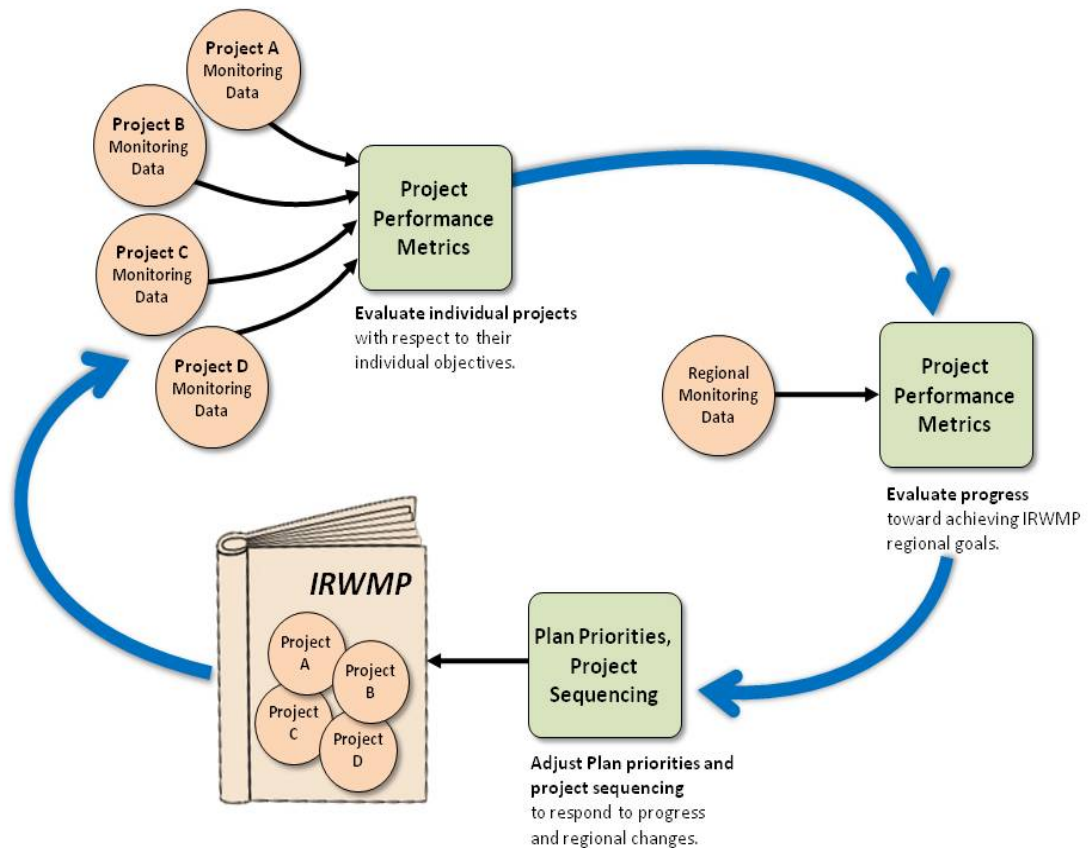 Project A
Monitoring
Data
Project B
Monitoring
Data
Project C
Monitoring
Data
Project D
Monitoring
Data
Project
Performance
Metrics
Evaluate individual projects
with respect to their
individual objectives.
Regional
Monitoring
Data
Project
Performance
Metrics
Evaluate progress
toward achieving IRWMP
regional goals.
IRWMP
Project
A
Project
B
Project
C
Project
D
Plan Priorities,
Project
Sequencing
Adjust Plan priorities and
project sequencing
to respond to progress
and regional changes.